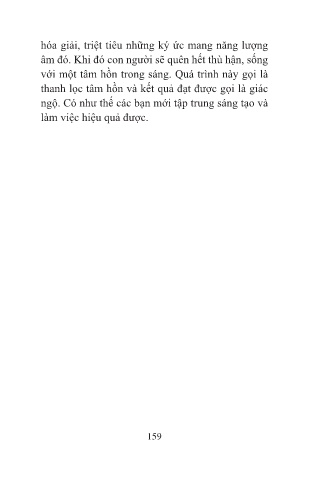 hóa giải, triệt tiêu những ký ức mang năng lượng
âm đó. Khi đó con người sẽ quên hết thù hận, sống
với một tâm hồn trong sáng. Quá trình này gọi là
thanh lọc tâm hồn và kết quả đạt được gọi là giác
ngộ. Có như thế các bạn mới tập trung sáng tạo và
làm việc hiệu quả được.
159